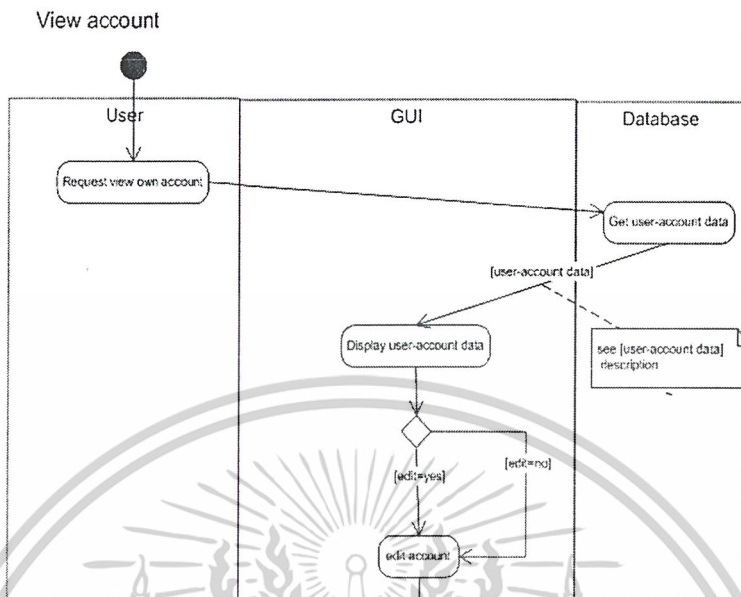 View account
User
GUI
Database
Request view own account
Get user-account data
[user-account data]
Display user-account data
see [user-account data]
description
[edit=no]
[edit=yes]
edit account